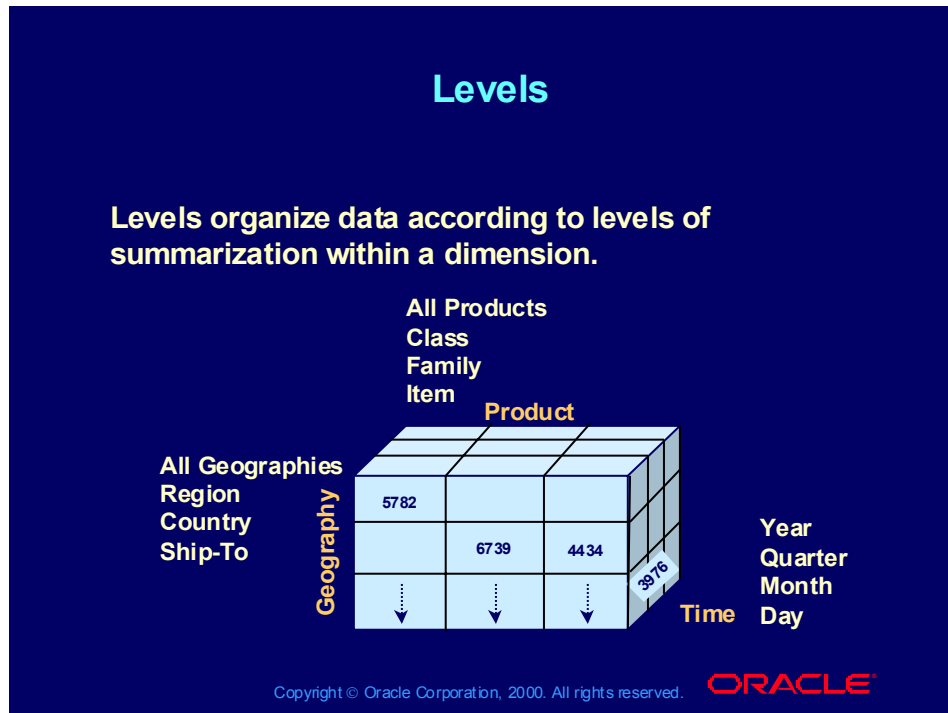 Levels
Levels organize data according to levels of
summarization within a dimension.
All Products
Class
Family
Item
Product
All Geographies
Region
Country
Ship-To
Geography
5782
6739
4434
3976
Time
Year
Quarter
Month
Day
Copyright © Oracle Corporation, 2000. All rights reserved.
ORACLE®